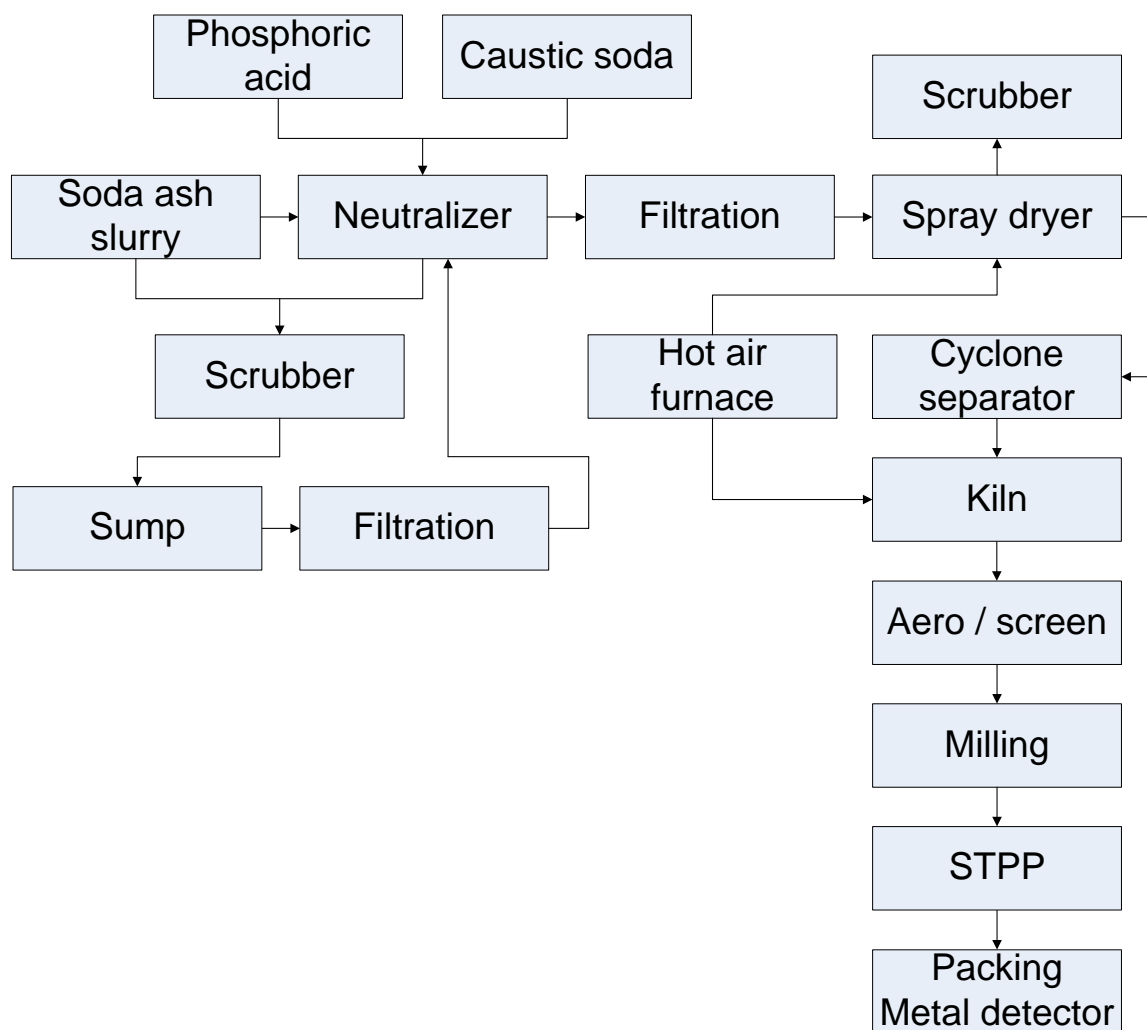 Phosphoric
acid
Caustic soda
Scrubber
Soda ash
slurry
Neutralizer
Filtration
Spray dryer
Scrubber
Hot air
furnace
Cyclone
separator
Sump
Filtration
Kiln
Aero / screen
Milling
STPP
Packing
Metal detector